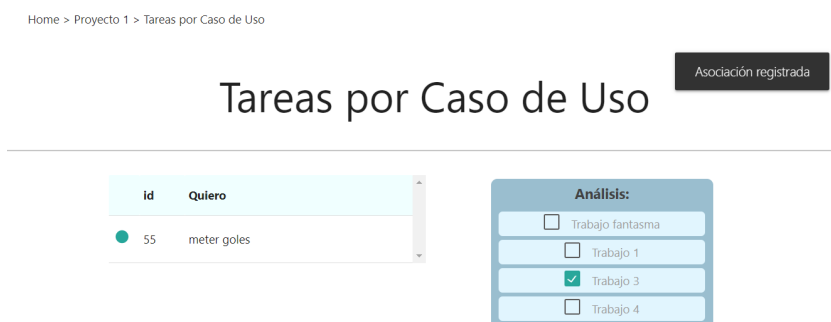 Home > Proyecto 1 > Tareas por Caso de Uso
Asociación registrada
Tareas por Caso de Uso
id Quiero
55 meter goles
Análisis:
Trabajo fantasma
Trabajo 1
Trabajo 3
Trabajo 4